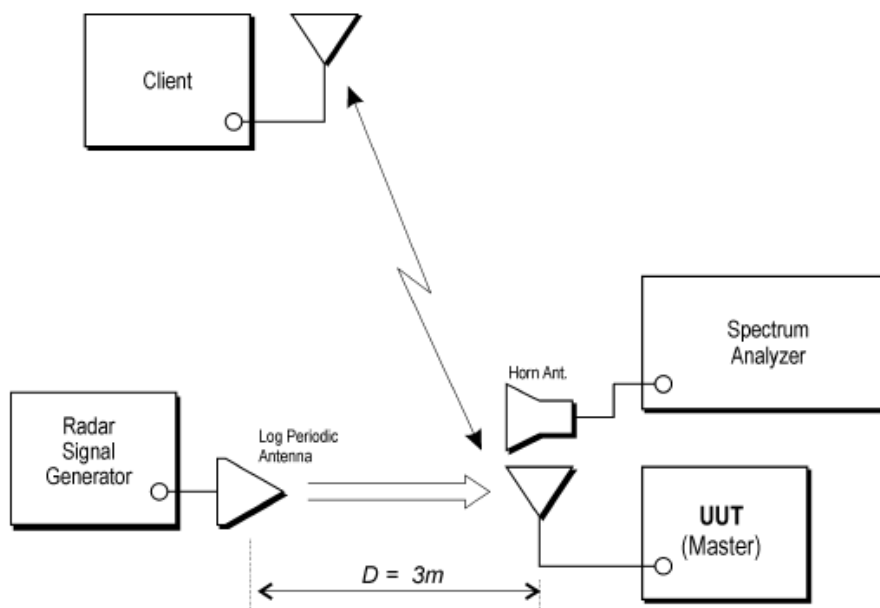 Client
Spectrum
Analyzer
Horn Ant.
Radar
Signal
Generator
Log Periodic
Antenna
UUT
(Master)
D = 3m